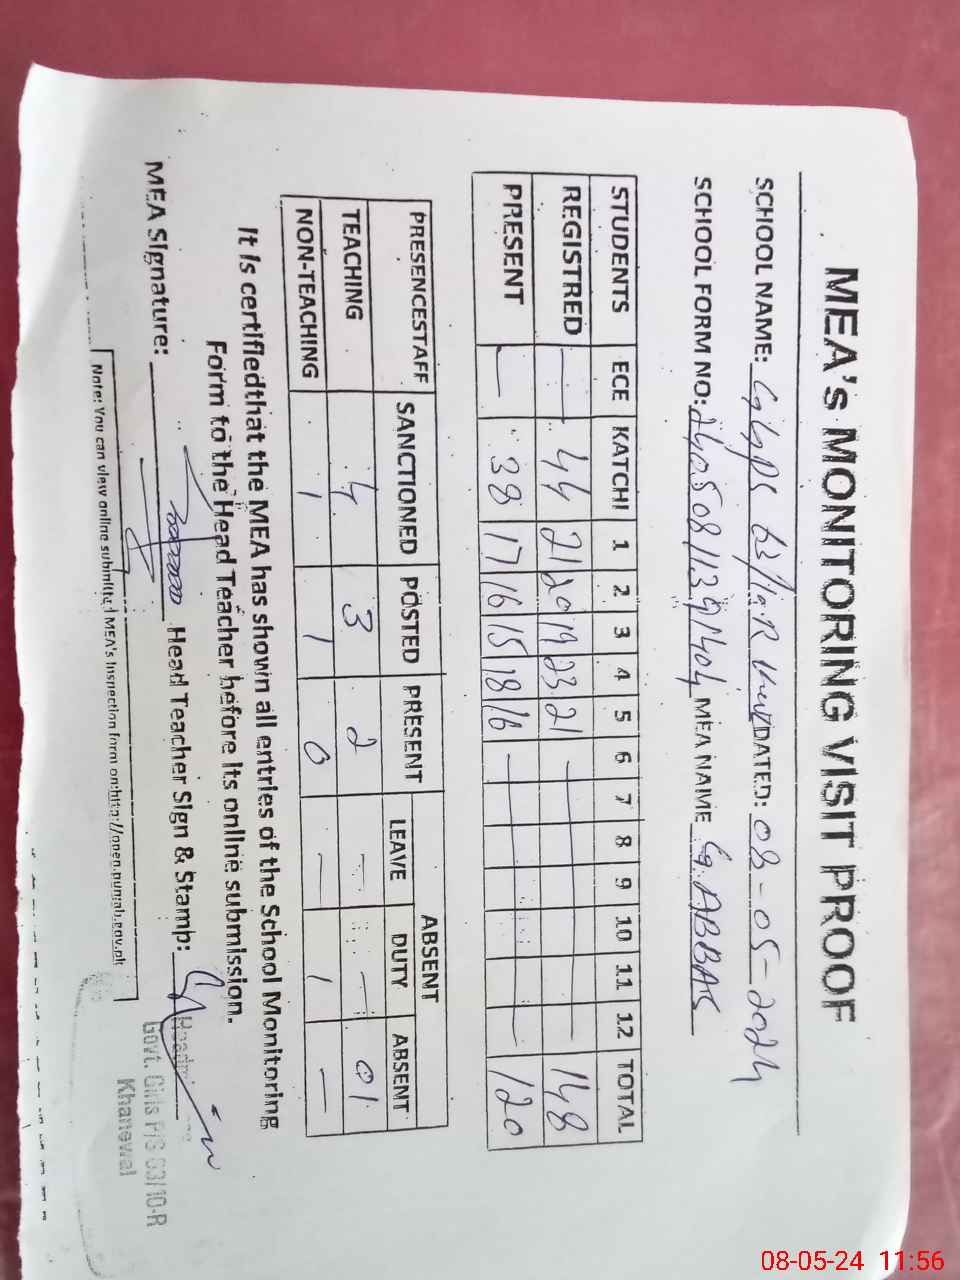 MEA's MONITORING VISIT PROOF
SCHOOL NAME: GGPS 63/10R DATED: 08-05-2024
SCHOOL FORM NO: 24050811391404 MEA NAME G.ABBAS
STUDENTS ECE KATCHI 1 2 3 4 5 6 7 8 9 10 11 12 TOTAL
REGISTRED — 44 21 20 19 23 21 — 148
PRESENT — 38 17 16 15 18 16 — 120
PRESENCESTAFF SANCTIONED POSTED PRESENT ABSENT
LEAVE DUTY ABSENT
TEACHING 4 3 2 — — 01
NON-TEACHING 1 1 0 — 1 —
It is certifiedthat the MEA has shown all entries of the School Monitoring
Form to the Head Teacher before its online submission.
MEA Signature: Head Teacher Sign & Stamp:
Govt. Girls P/S 63/10-R
Khanewal
Note: You can view online submitted MEA's Inspection form on:http://open.punjab.gov.pk
08-05-24 11:56